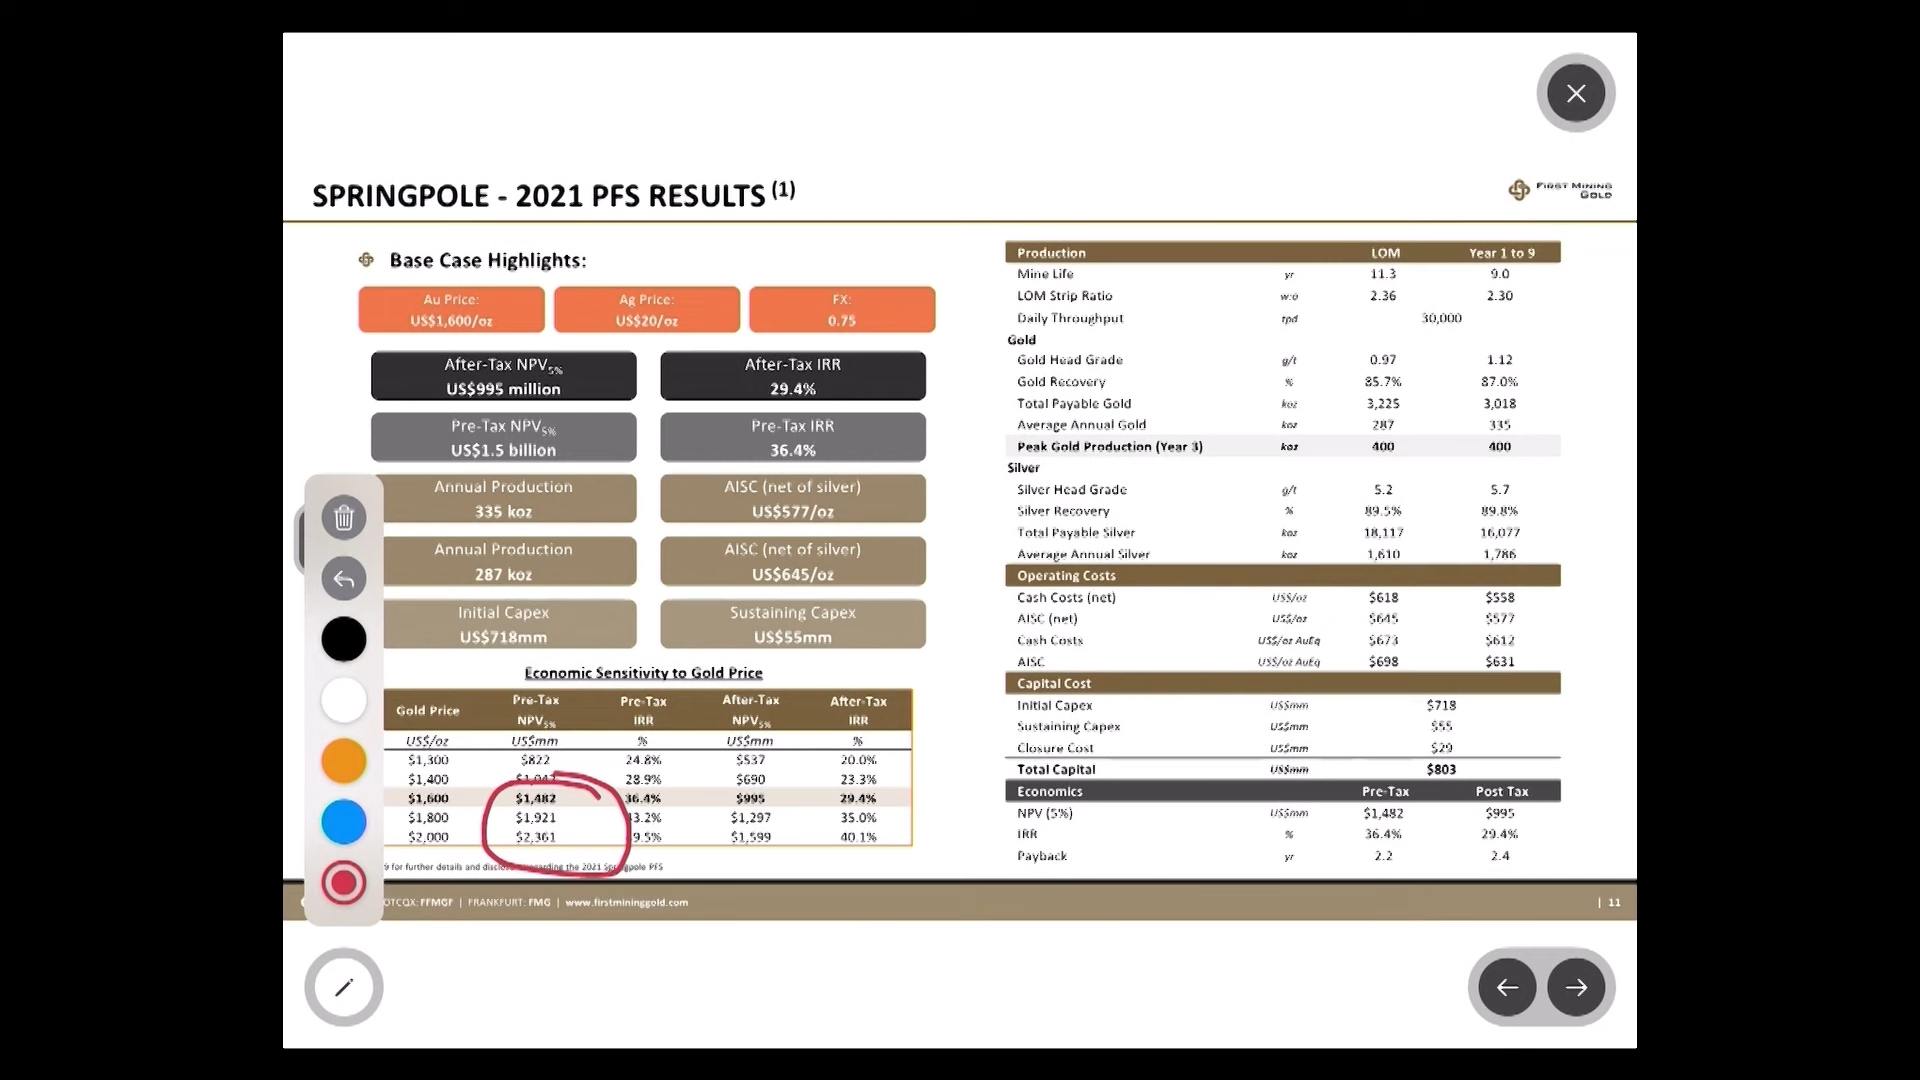 SPRINGPOLE - 2021 PFS RESULTS (1)
FIRST MINING
GOLD
Base Case Highlights:
Au Price:
US$1,600/oz
Ag Price:
US$20/oz
FX:
0.75
After-Tax NPV5%
US$995 million
After-Tax IRR
29.4%
Pre-Tax NPV5%
US$1.5 billion
Pre-Tax IRR
36.4%
Annual Production
335 koz
AISC (net of silver)
US$577/oz
Annual Production
287 koz
AISC (net of silver)
US$645/oz
Initial Capex
US$718mm
Sustaining Capex
US$55mm
Economic Sensitivity to Gold Price
Gold Price Pre-Tax NPV5% Pre-Tax IRR After-Tax NPV5% After-Tax IRR
US$/oz US$mm % US$mm %
$1,300 $822 24.8% $537 20.0%
$1,400 28.9% $690 23.3%
$1,600 $1,482 36.4% $995 29.4%
$1,800 $1,921 3.2% $1,297 35.0%
$2,000 $2,361 9.5% $1,599 40.1%
9 for further details and regarding the 2021 Springpole PFS
Production LOM Year 1 to 9
Mine Life yr 11.3 9.0
LOM Strip Ratio w:o 2.36 2.30
Daily Throughput tpd 30,000
Gold
Gold Head Grade g/t 0.97 1.12
Gold Recovery % 85.7% 87.0%
Total Payable Gold koz 3,225 3,018
Average Annual Gold koz 287 335
Peak Gold Production (Year 3) koz 400 400
Silver
Silver Head Grade g/t 5.2 5.7
Silver Recovery % 89.5% 89.8%
Total Payable Silver koz 18,117 16,077
Average Annual Silver koz 1,610 1,786
Operating Costs
Cash Costs (net) US$/oz $618 $558
AISC (net) US$/oz $645 $577
Cash Costs US$/oz AuEq $673 $612
AISC US$/oz AuEq $698 $631
Capital Cost
Initial Capex US$mm $718
Sustaining Capex US$mm $55
Closure Cost US$mm $29
Total Capital US$mm $803
Economics Pre-Tax Post Tax
NPV (5%) US$mm $1,482 $995
IRR % 36.4% 29.4%
Payback yr 2.2 2.4
OTCQX: FFMGF | FRANKFURT: FMG | www.firstmininggold.com
| 11